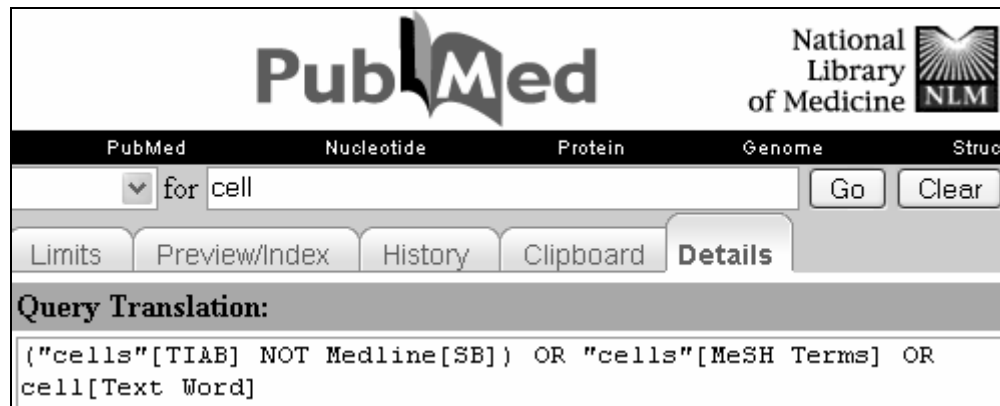 PubMed
National
Library
of Medicine NLM
PubMed Nucleotide Protein Genome Struc
for cell Go Clear
Limits Preview/Index History Clipboard Details
Query Translation:
("cells"[TIAB] NOT Medline[SB]) OR "cells"[MeSH Terms] OR
cell[Text Word]